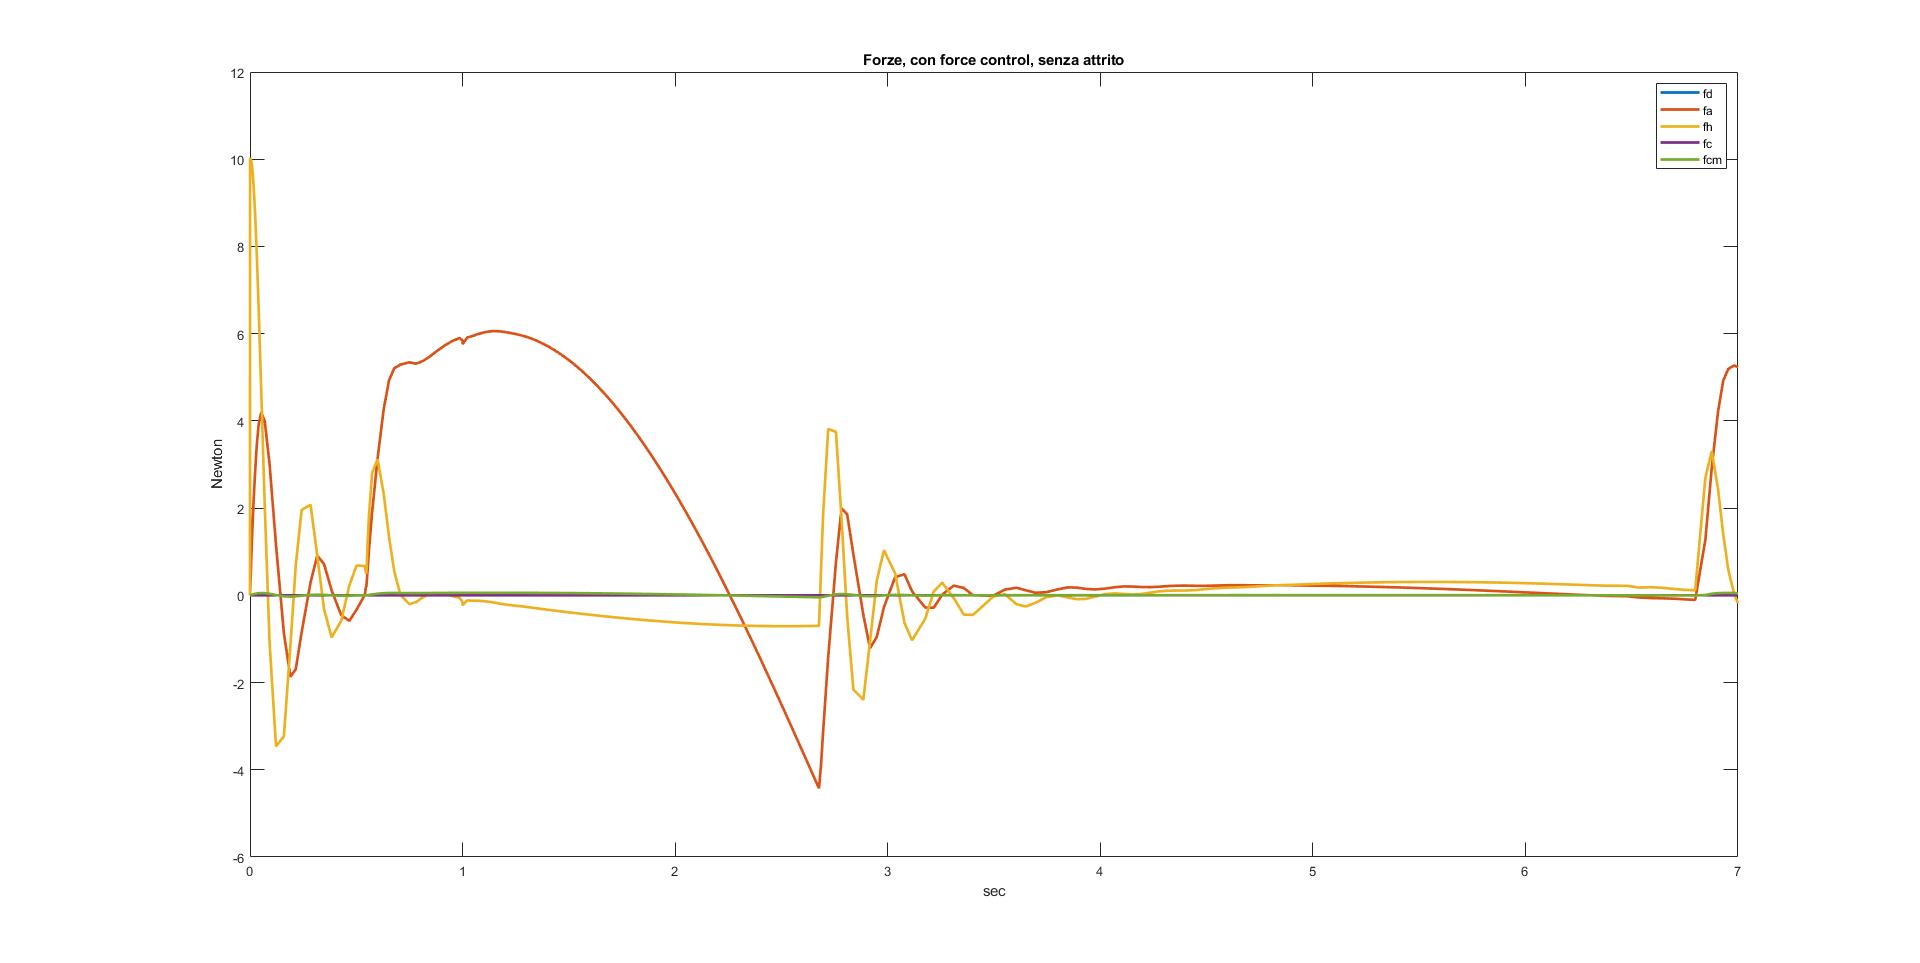 Forze, con force control, senza attrito
12
10
8
6
4
2
0
-2
-4
-6
Newton
0 1 2 3 4 5 6 7
sec
fd
fa
fh
fc
fcm